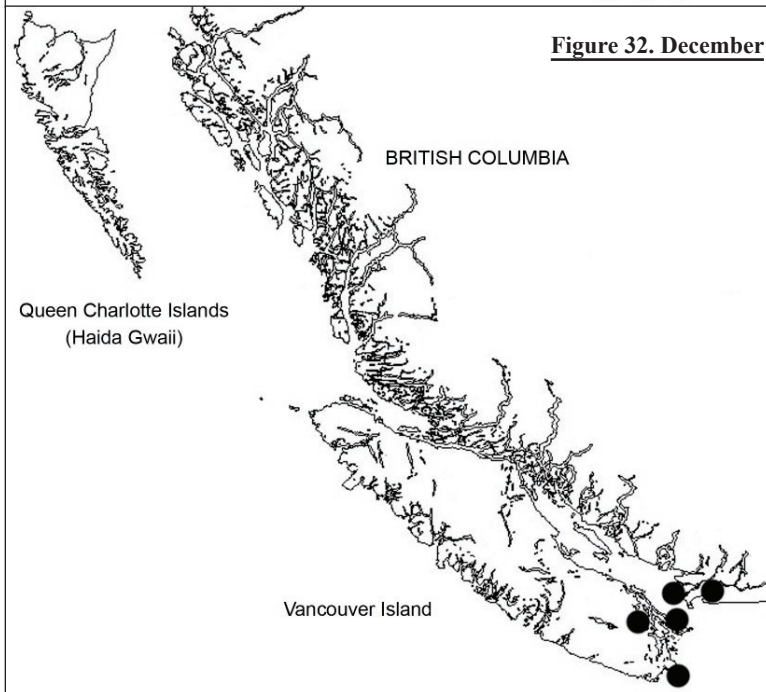 Figure 32. December
BRITISH COLUMBIA
Queen Charlotte Islands
(Haida Gwaii)
Vancouver Island